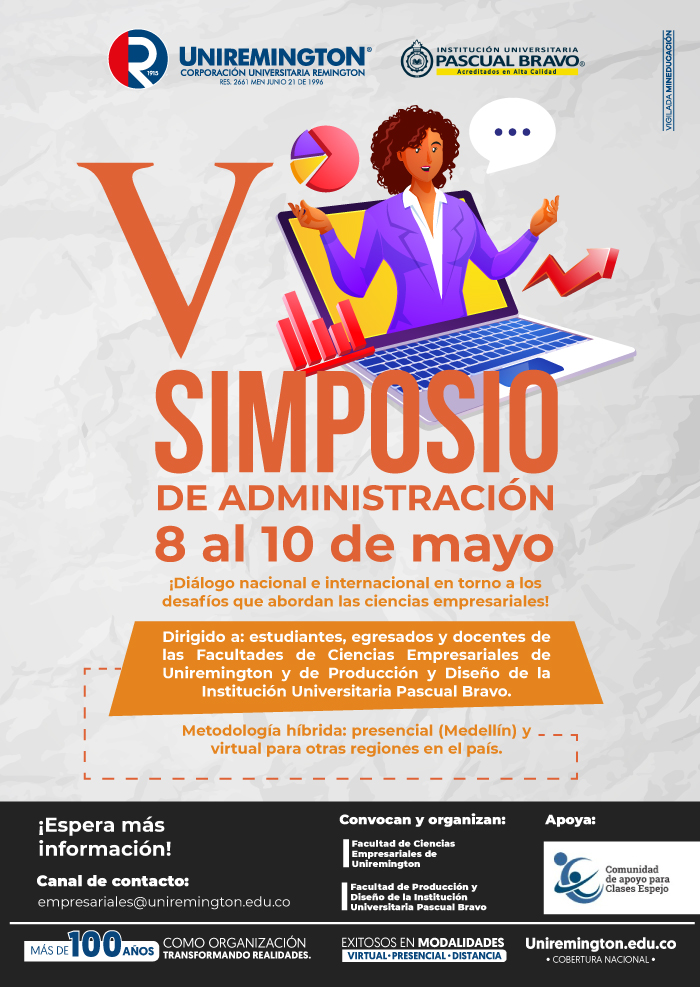 1915
UNIREMINGTON®
CORPORACIÓN UNIVERSITARIA REMINGTON
RES. 2661 MEN JUNIO 21 DE 1996
INSTITUCIÓN UNIVERSITARIA
PASCUAL BRAVO®
Acreditados en Alta Calidad
VIGILADA MINEDUCACIÓN
V
SIMPOSIO
DE ADMINISTRACIÓN
8 al 10 de mayo
¡Diálogo nacional e internacional en torno a los
desafíos que abordan las ciencias empresariales!
Dirigido a: estudiantes, egresados y docentes de
las Facultades de Ciencias Empresariales de
Uniremington y de Producción y Diseño de la
Institución Universitaria Pascual Bravo.
Metodología híbrida: presencial (Medellín) y
virtual para otras regiones en el país.
¡Espera más
información!
Canal de contacto:
empresariales@uniremington.edu.co
Convocan y organizan:
Facultad de Ciencias
Empresariales de
Uniremington
Facultad de Producción y
Diseño de la Institución
Universitaria Pascual Bravo
Apoya:
Comunidad
de apoyo para
Clases Espejo
MÁS DE 100 AÑOS
COMO ORGANIZACIÓN
TRANSFORMANDO REALIDADES.
EXITOSOS EN MODALIDADES
VIRTUAL•PRESENCIAL•DISTANCIA
Uniremington.edu.co
• COBERTURA NACIONAL •